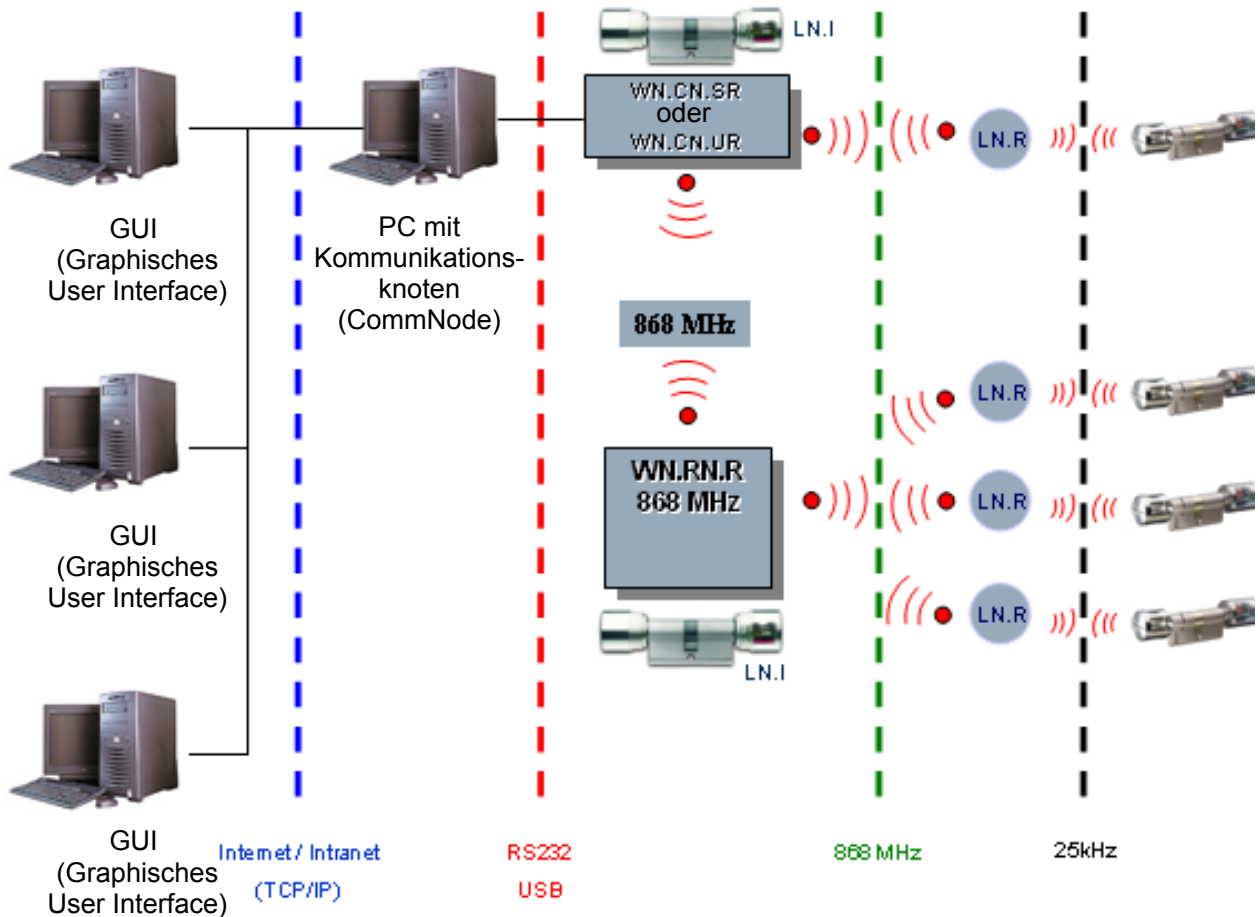 LN.I
WN.CN.SR
oder
WN.Cn.UR
LN.R
GUI
(Graphisches
User Interface)
PC mit
Kommunikations-
knoten
(CommNode)
868 MHz
LN.R
WN.RN.R
868 MHz
LN.R
GUI
(Graphisches
User Interface)
LN.R
LN.I
GUI
(Graphisches
User Interface)
Internet / Intranet
(TCP/IP)
RS232
USB
868 MHz
25kHz